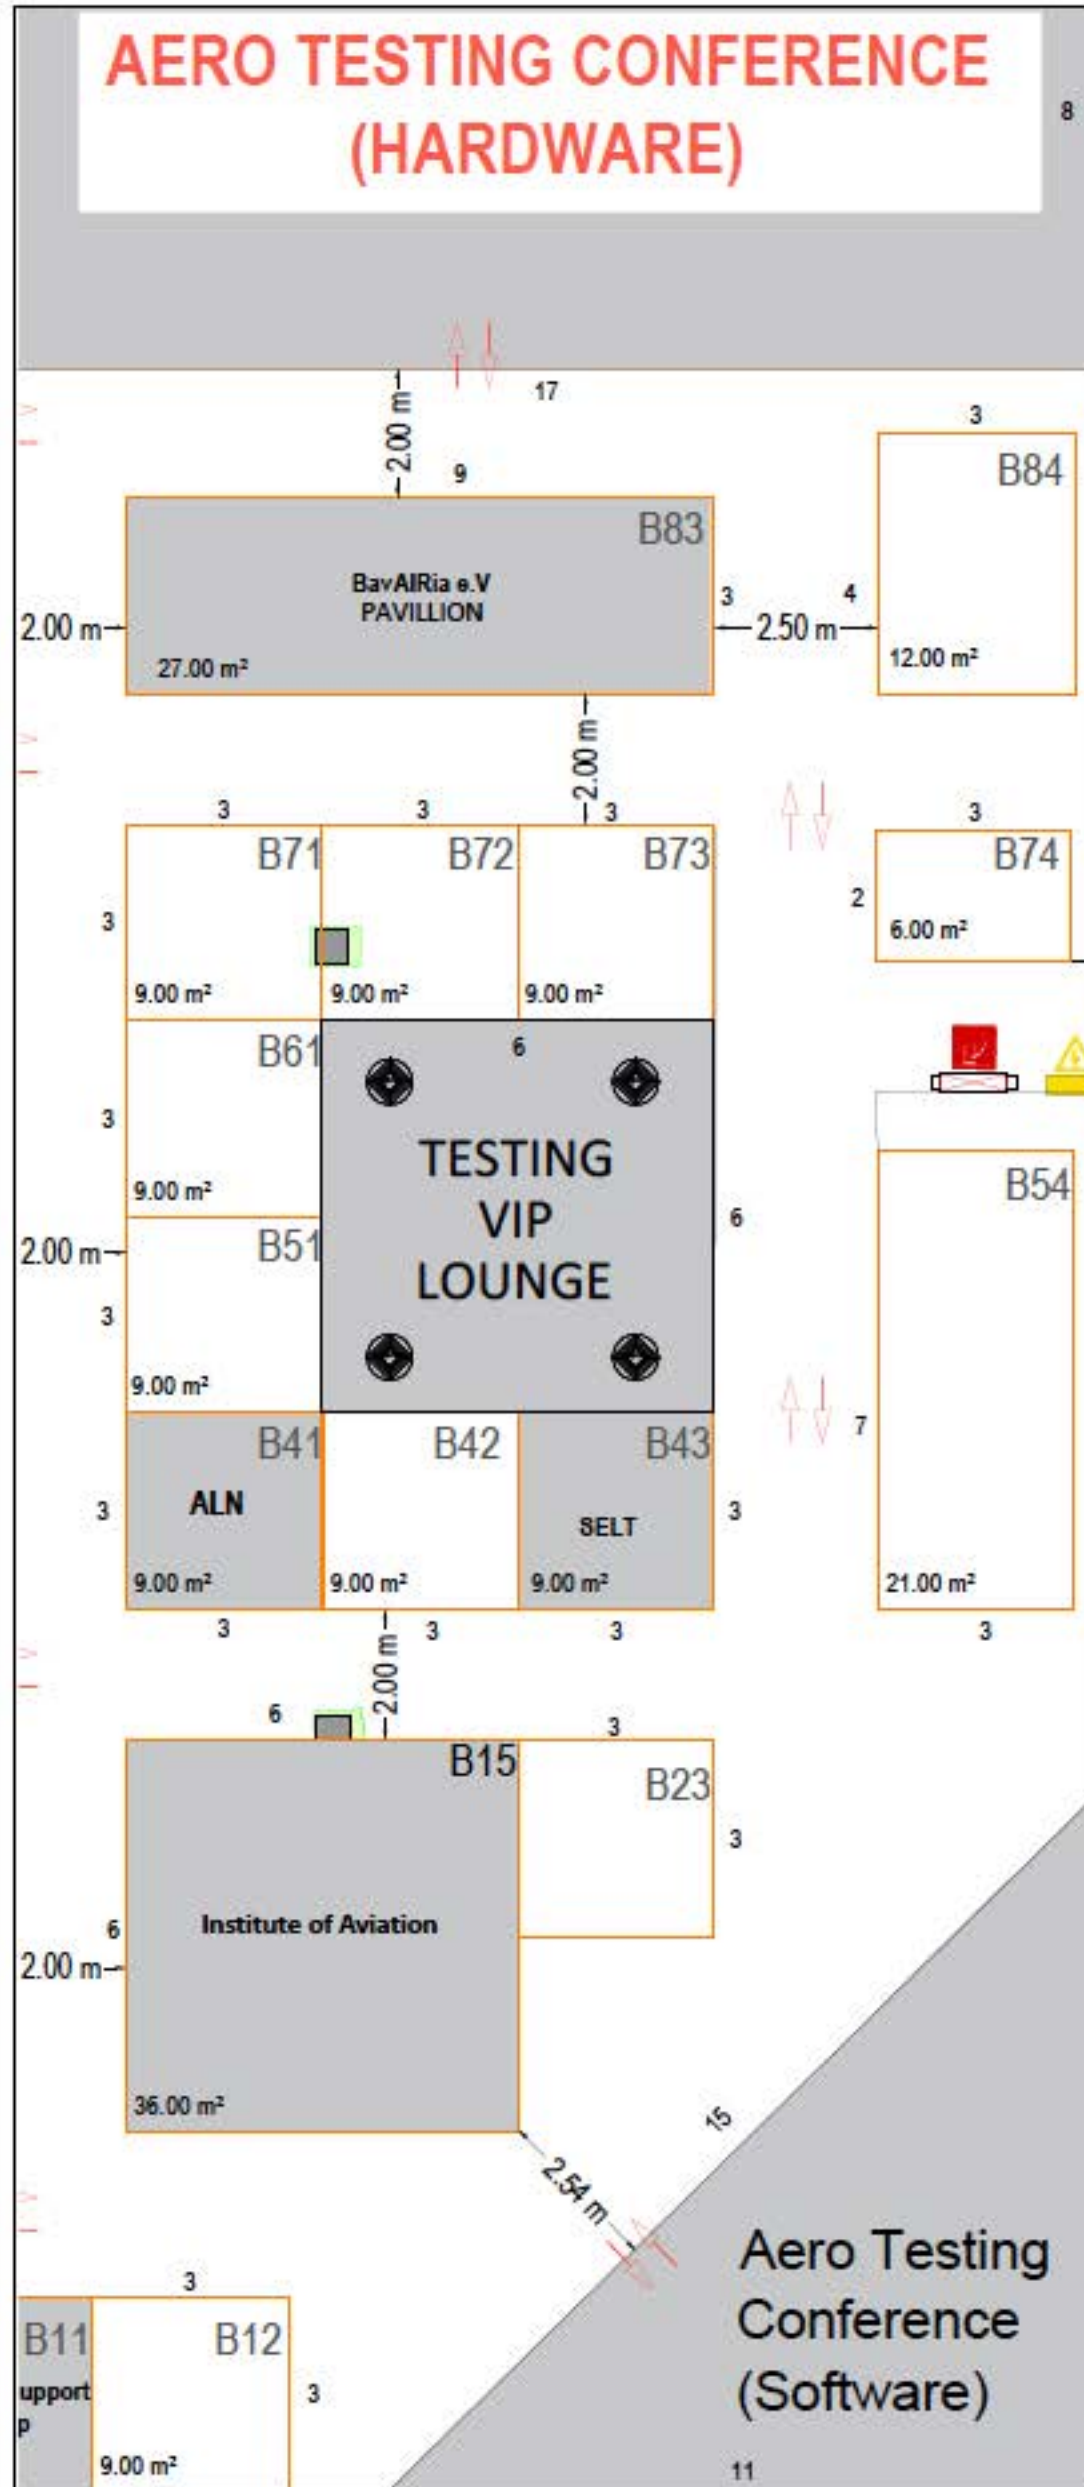 AERO TESTING CONFERENCE
(HARDWARE)
8
17
2.00 m
9
3
B84
B83
BavAIRia e.V
PAVILLION
3
4
2.00 m
2.50 m
27.00 m²
12.00 m²
2.00 m
3
3
3
3
B71
B72
B73
B74
3
2
6.00 m²
9.00 m²
9.00 m²
9.00 m²
B61
6
3
TESTING
VIP
LOUNGE
B54
9.00 m²
6
B51
2.00 m
3
9.00 m²
7
B41
B42
B43
ALN
SELT
3
3
9.00 m²
9.00 m²
9.00 m²
21.00 m²
3
3
3
3
2.00 m
6
3
B15
B23
3
Institute of Aviation
6
2.00 m
36.00 m²
15
2.54 m
Aero Testing
Conference
(Software)
3
B11
B12
upport
p
3
9.00 m²
11